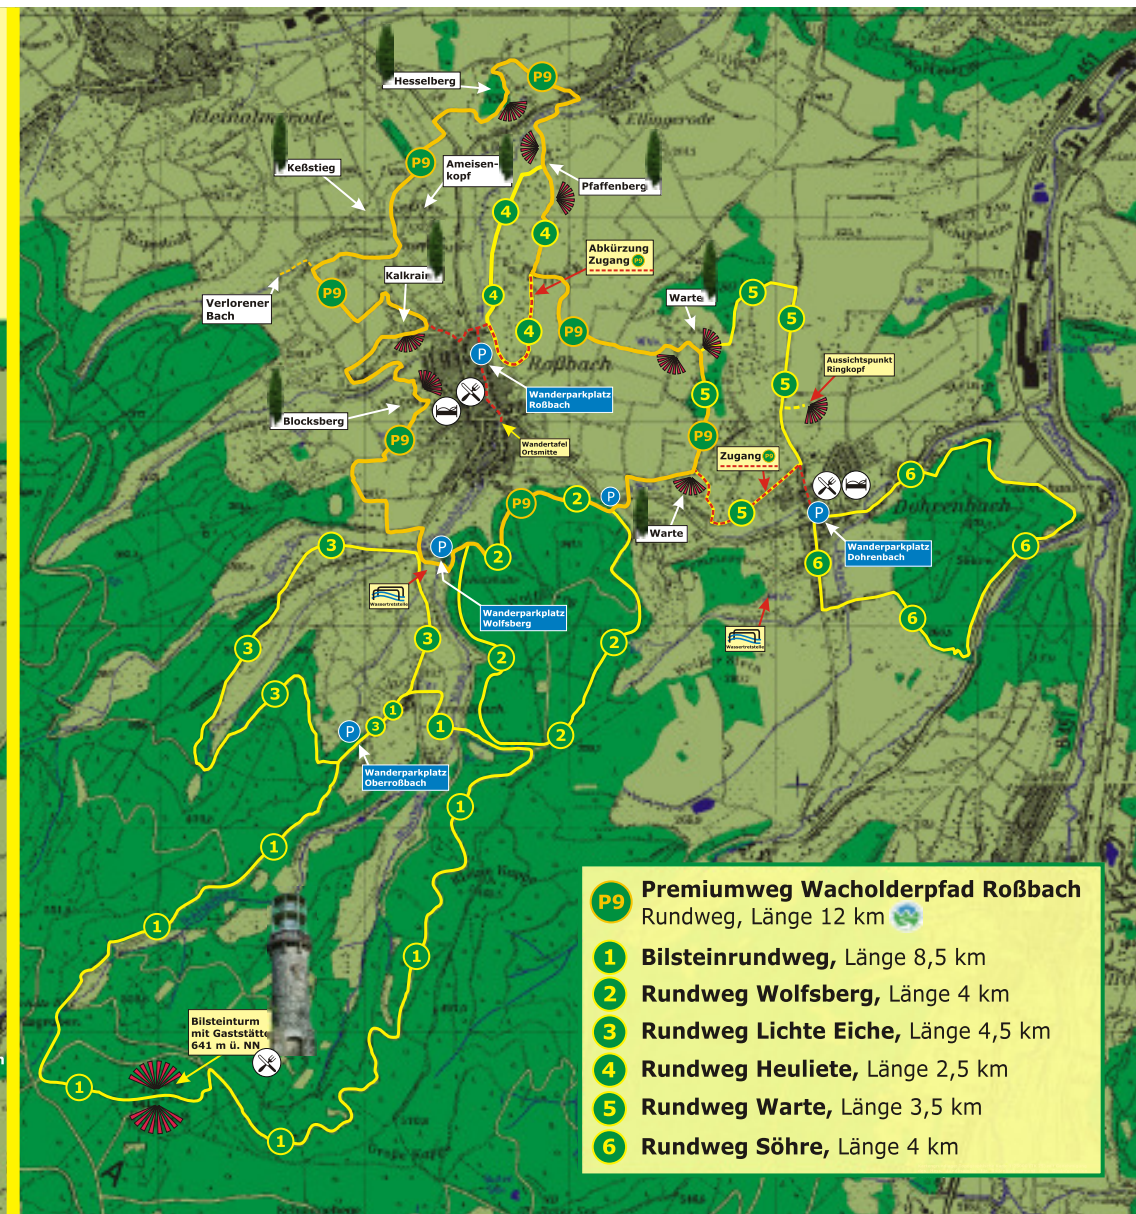 P9
Hesselberg
Kleinalmerode
Ellingerode
B 451
Keßstieg
P9
Ameisen-
kopf
Pfaffenberg
4
4
Abkürzung
Zugang P9
Kalkrain
Verlorener
Bach
P9
4
4
P9
Warte
5
5
P
Roßbach
Wanderparkplatz
Roßbach
Aussichtspunkt
Ringkopf
5
5
Blocksberg
P9
Wandertafel
Ortsmitte
P9
Zugang P9
6
P9
2
P
5
P
Dohrenbach
Warte
3
P
2
6
6
Wanderparkplatz
Dohrenbach
Wassertretstelle
Wanderparkplatz
Wolfsberg
6
Wassertretstelle
3
3
2
2
3
1
3
P
1
2
Wanderparkplatz
Oberroßbach
1
1
1
1
Bilsteinturm
mit Gaststätte
641 m ü. NN
1
1
P9 Premiumweg Wacholderpfad Roßbach
Rundweg, Länge 12 km
1 Bilsteinrundweg, Länge 8,5 km
2 Rundweg Wolfsberg, Länge 4 km
3 Rundweg Lichte Eiche, Länge 4,5 km
4 Rundweg Heuliete, Länge 2,5 km
5 Rundweg Warte, Länge 3,5 km
6 Rundweg Söhre, Länge 4 km